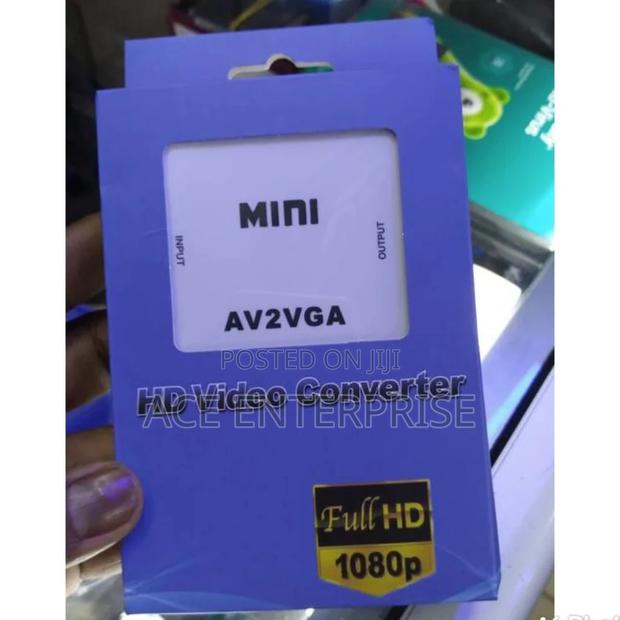 MINI
INPUT
OUTPUT
AV2VGA
POSTED ON JIJI
HD Video Converter
ACE ENTERPRISE
Full HD
1080p